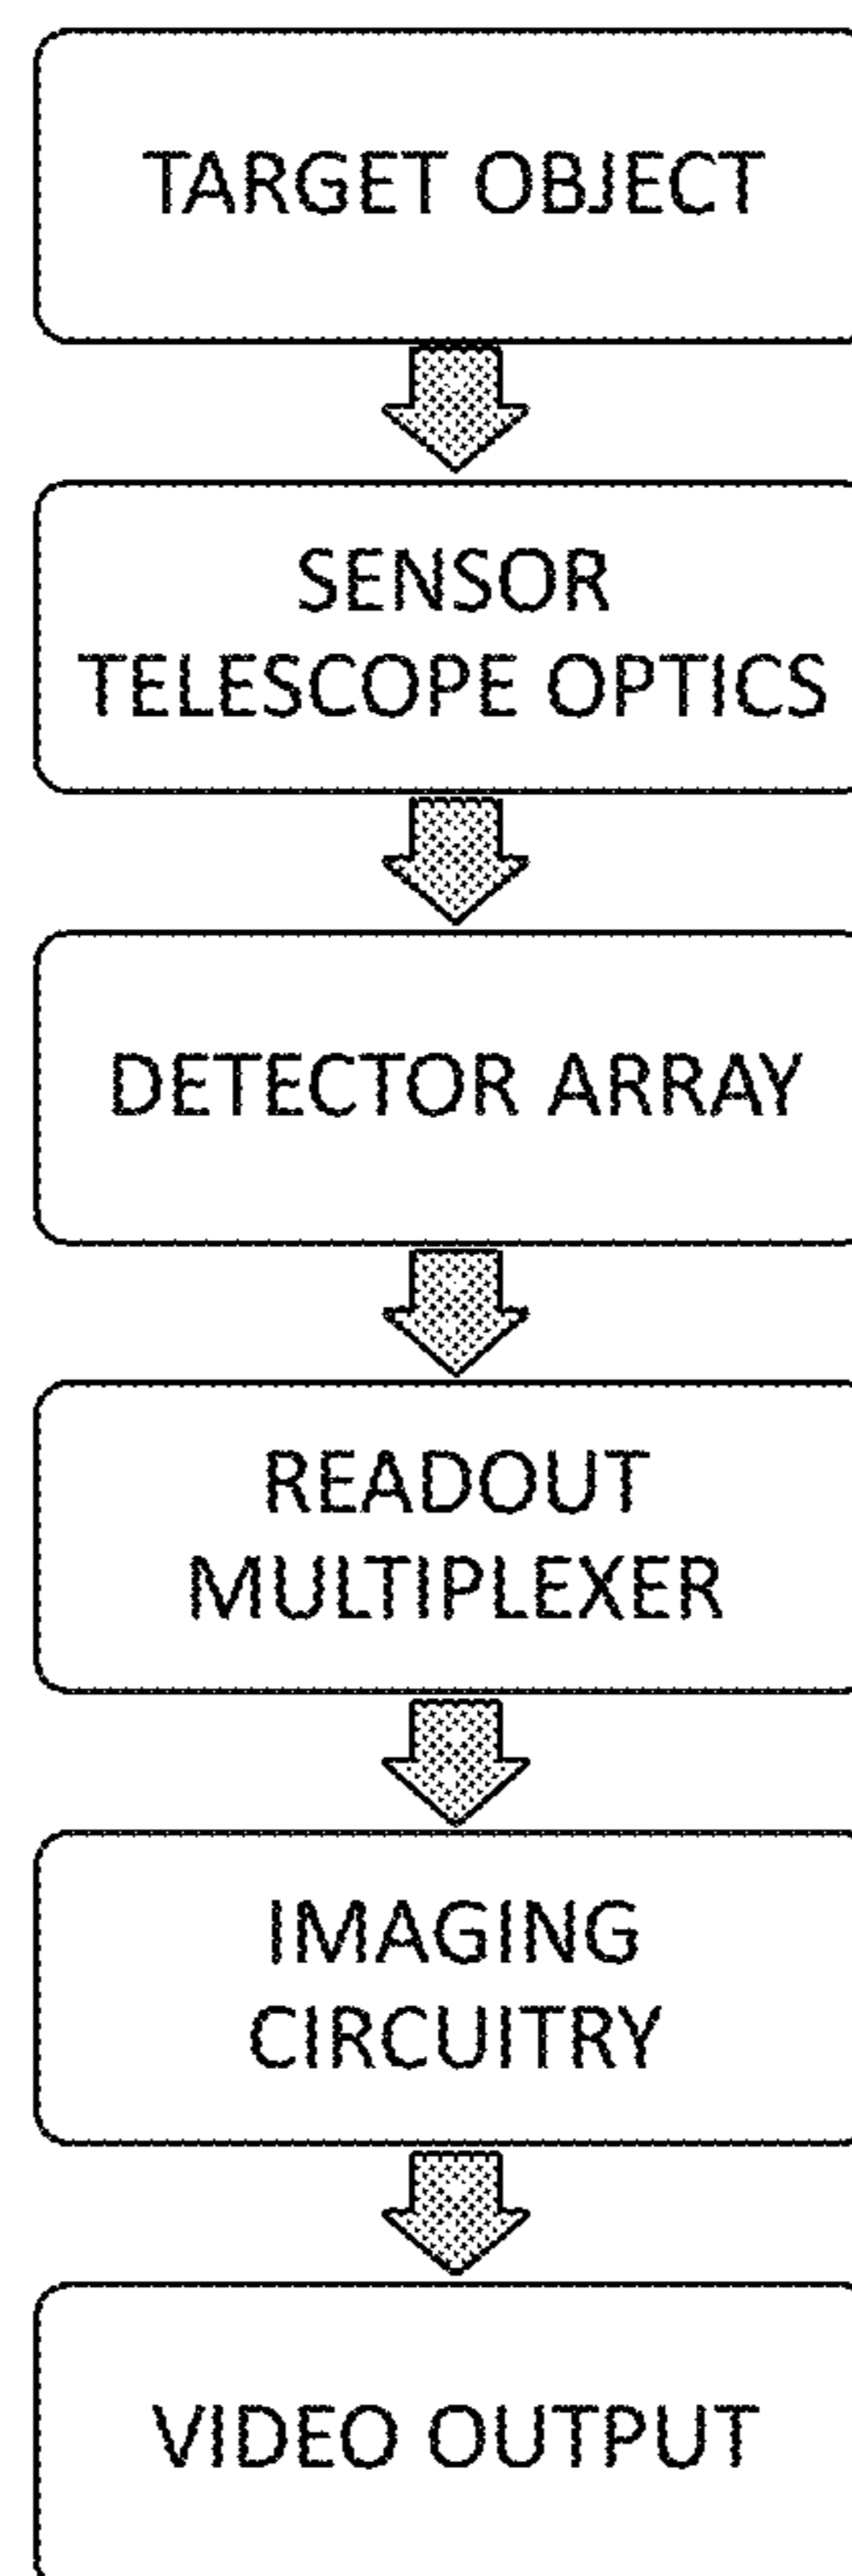 TARGET OBJECT
SENSOR
TELESCOPE OPTICS
DETECTOR ARRAY
READOUT
MULTIPLEXER
IMAGING
CIRCUITRY
VIDEO OUTPUT